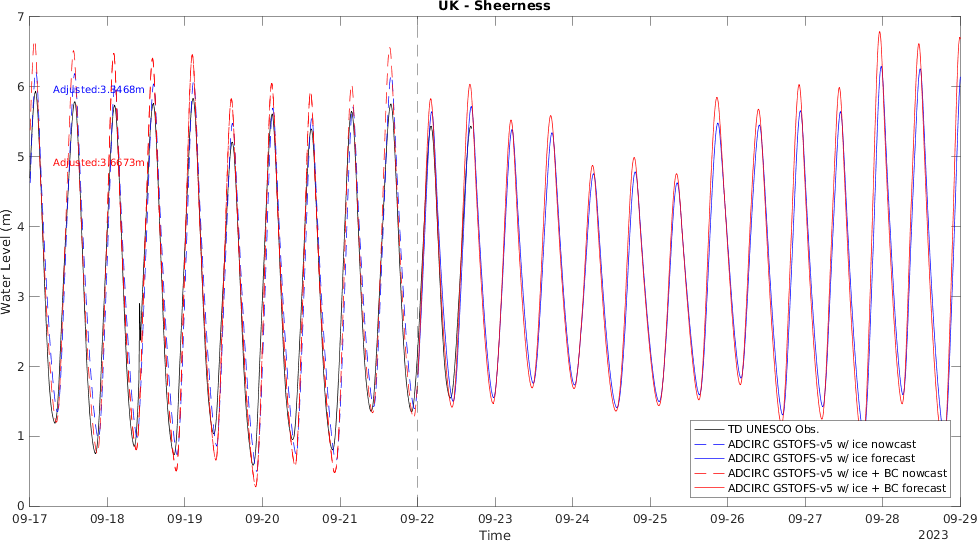 UK - Sheerness
Water Level (m)
7
6
5
4
3
2
1
0
Adjusted:3.3468m
Adjusted:3.6673m
TD UNESCO Obs.
ADCIRC GSTOFS-v5 w/ ice nowcast
ADCIRC GSTOFS-v5 w/ ice forecast
ADCIRC GSTOFS-v5 w/ ice + BC nowcast
ADCIRC GSTOFS-v5 w/ ice + BC forecast
09-17 09-18 09-19 09-20 09-21 09-22 09-23 09-24 09-25 09-26 09-27 09-28 09-29
Time
2023